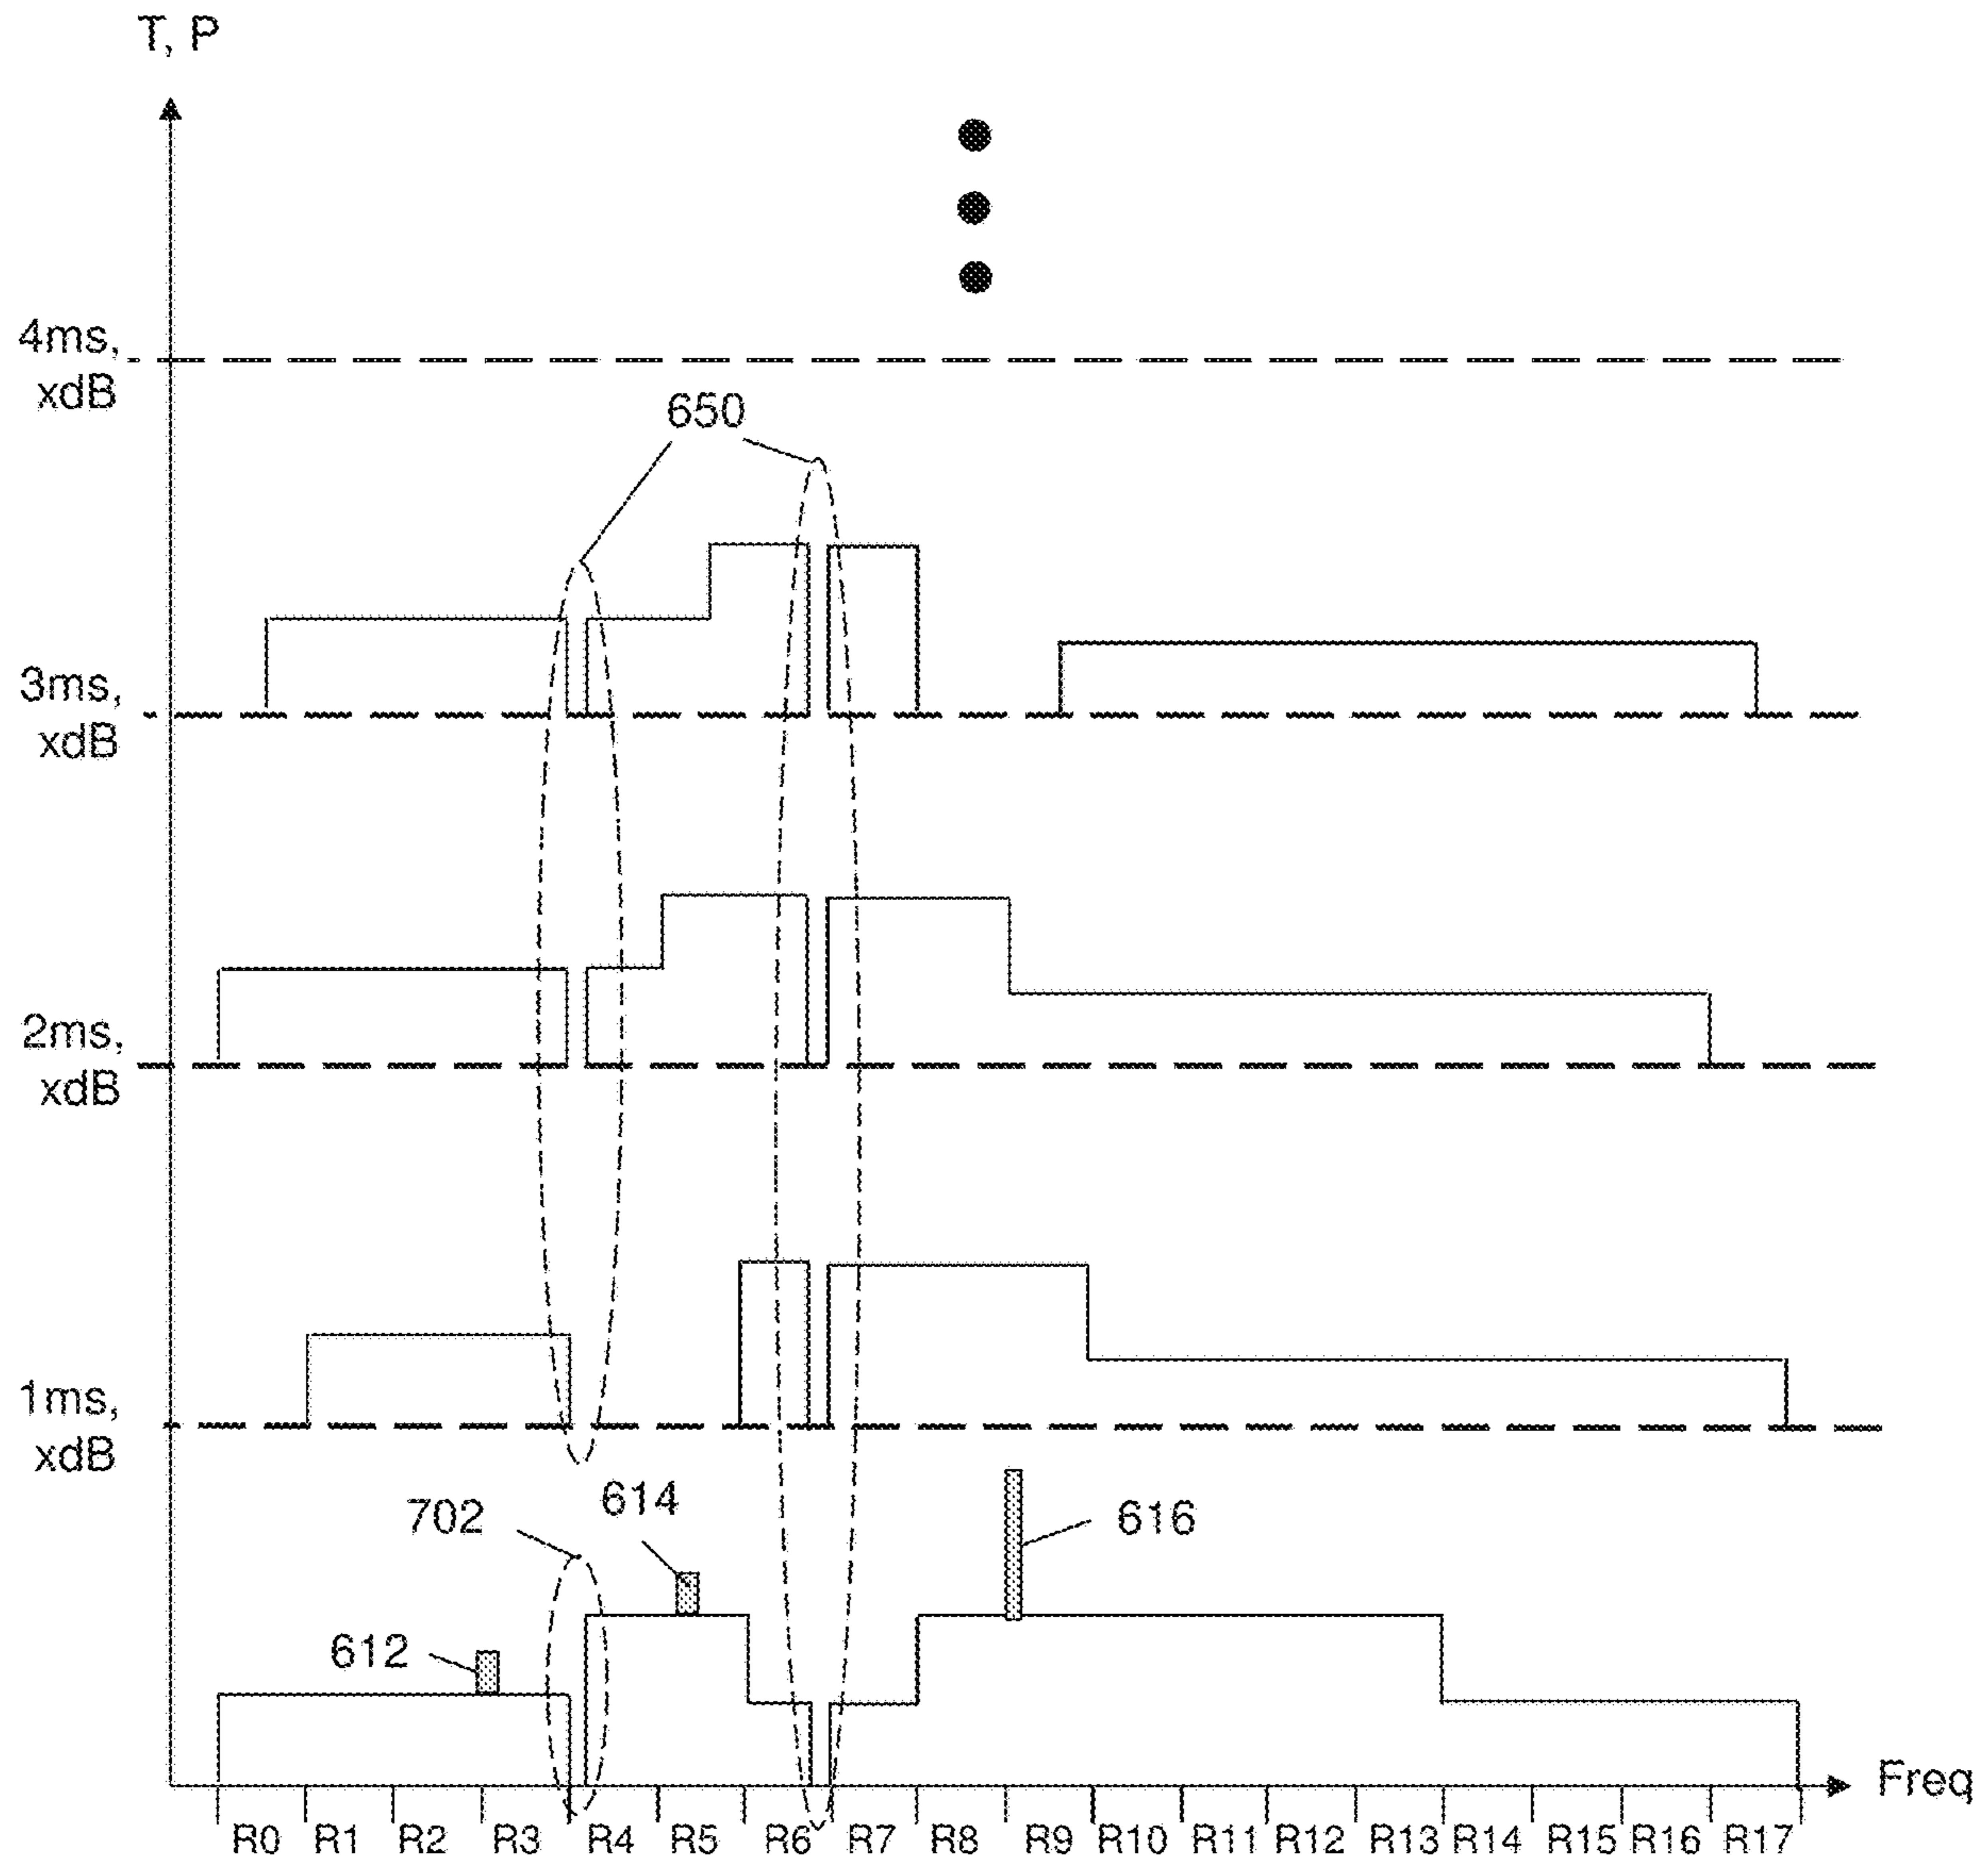 T, P
4ms,
xdB
650
3ms,
xdB
2ms,
xdB
1ms,
xdB
702
614
616
612
Freq
R0 R1 R2 R3 R4 R5 R6 R7 R8 R9 R10 R11 R12 R13 R14 R15 R16 R17